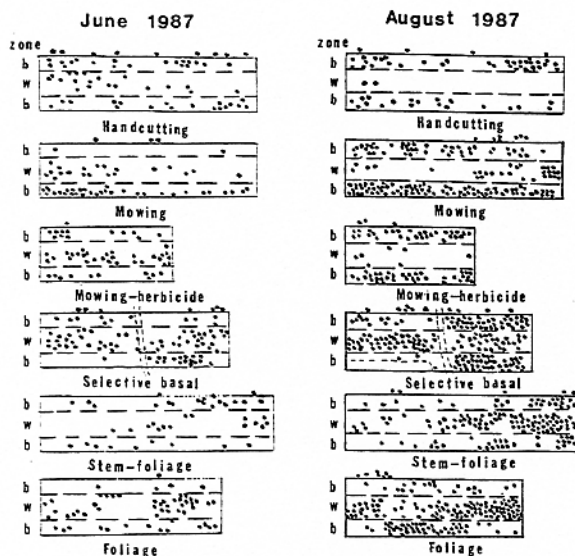 June 1987
August 1987
zone
b
w
b
Handcutting
b
w
b
Mowing
b
w
b
Mowing-herbicide
b
w
b
Selective basal
b
w
b
Stem-foliage
b
w
b
Foliage
zone
b
w
b
Handcutting
b
w
b
Mowing
b
w
b
Mowing-herbicide
b
w
b
Selective basal
b
w
b
Stem-foliage
b
w
b
Foliage